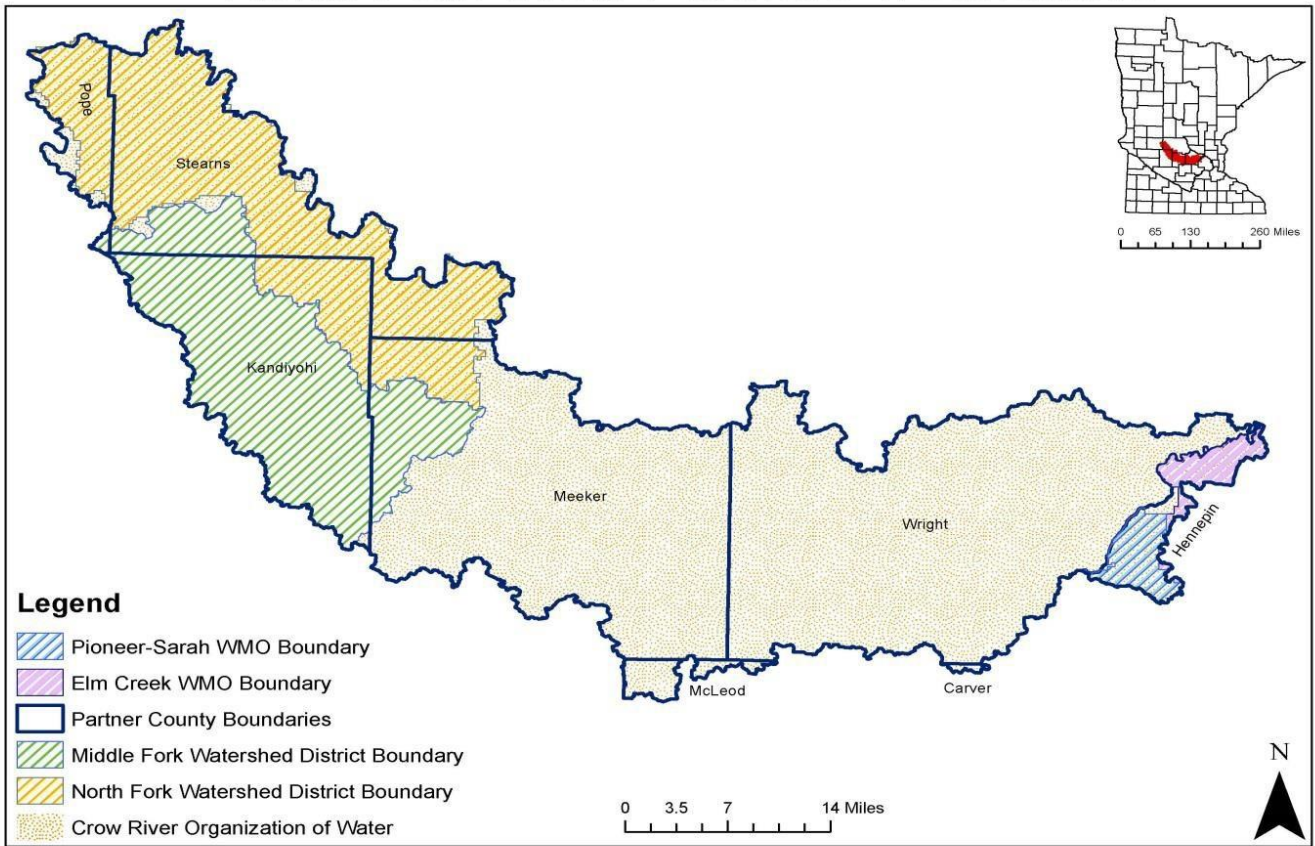 Pope
Stearns
Kandiyohi
Meeker
Wright
Hennepin
McLeod
Carver
0 65 130 260 Miles
Legend
Pioneer-Sarah WMO Boundary
Elm Creek WMO Boundary
Partner County Boundaries
Middle Fork Watershed District Boundary
North Fork Watershed District Boundary
Crow River Organization of Water
0 3.5 7 14 Miles
N